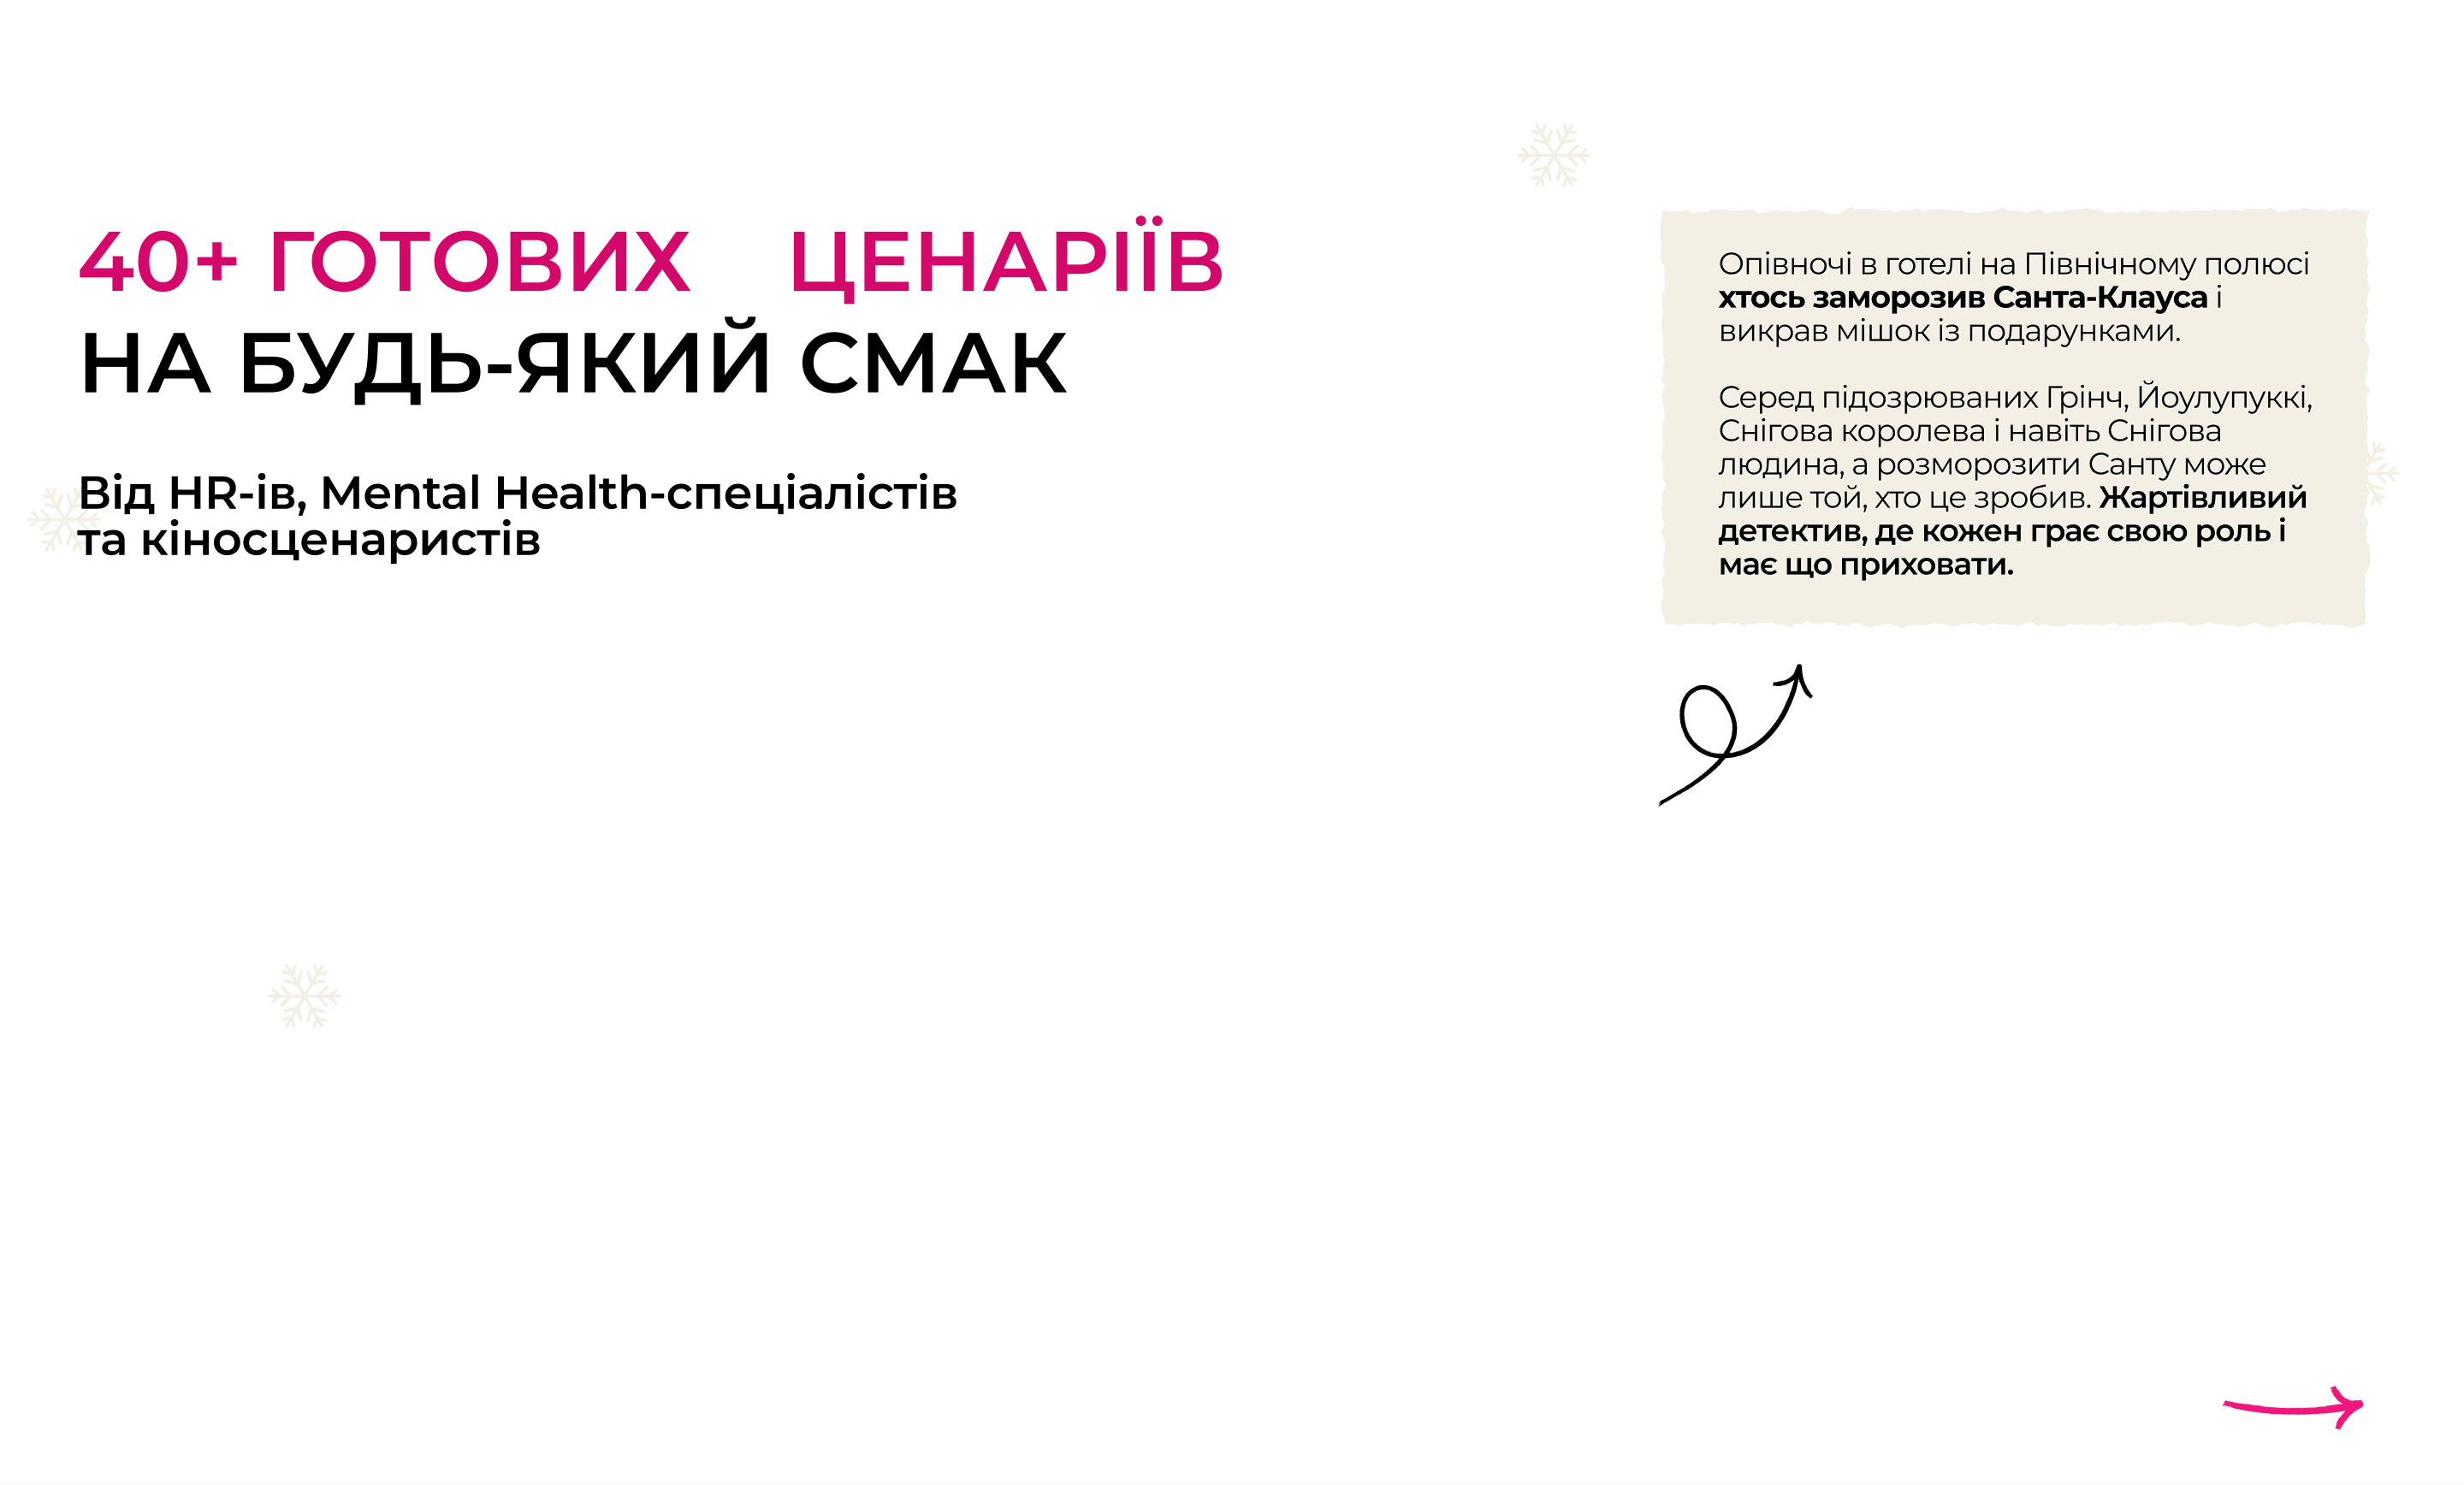 40+ ГОТОВИХ ЦЕНАРІЇВ
НА БУДЬ-ЯКИЙ СМАК
Від HR-ів, Mental Health-спеціалістів
та кіносценаристів
Опівночі в готелі на Північному полюсі
хтось заморозив Санта-Клауса і
викрав мішок із подарунками.
Серед підозрюваних Грінч, Йоулупуккі,
Снігова королева і навіть Снігова
людина, а розморозити Санту може
лише той, хто це зробив. Жартівливий
детектив, де кожен грає свою роль і
має що приховати.